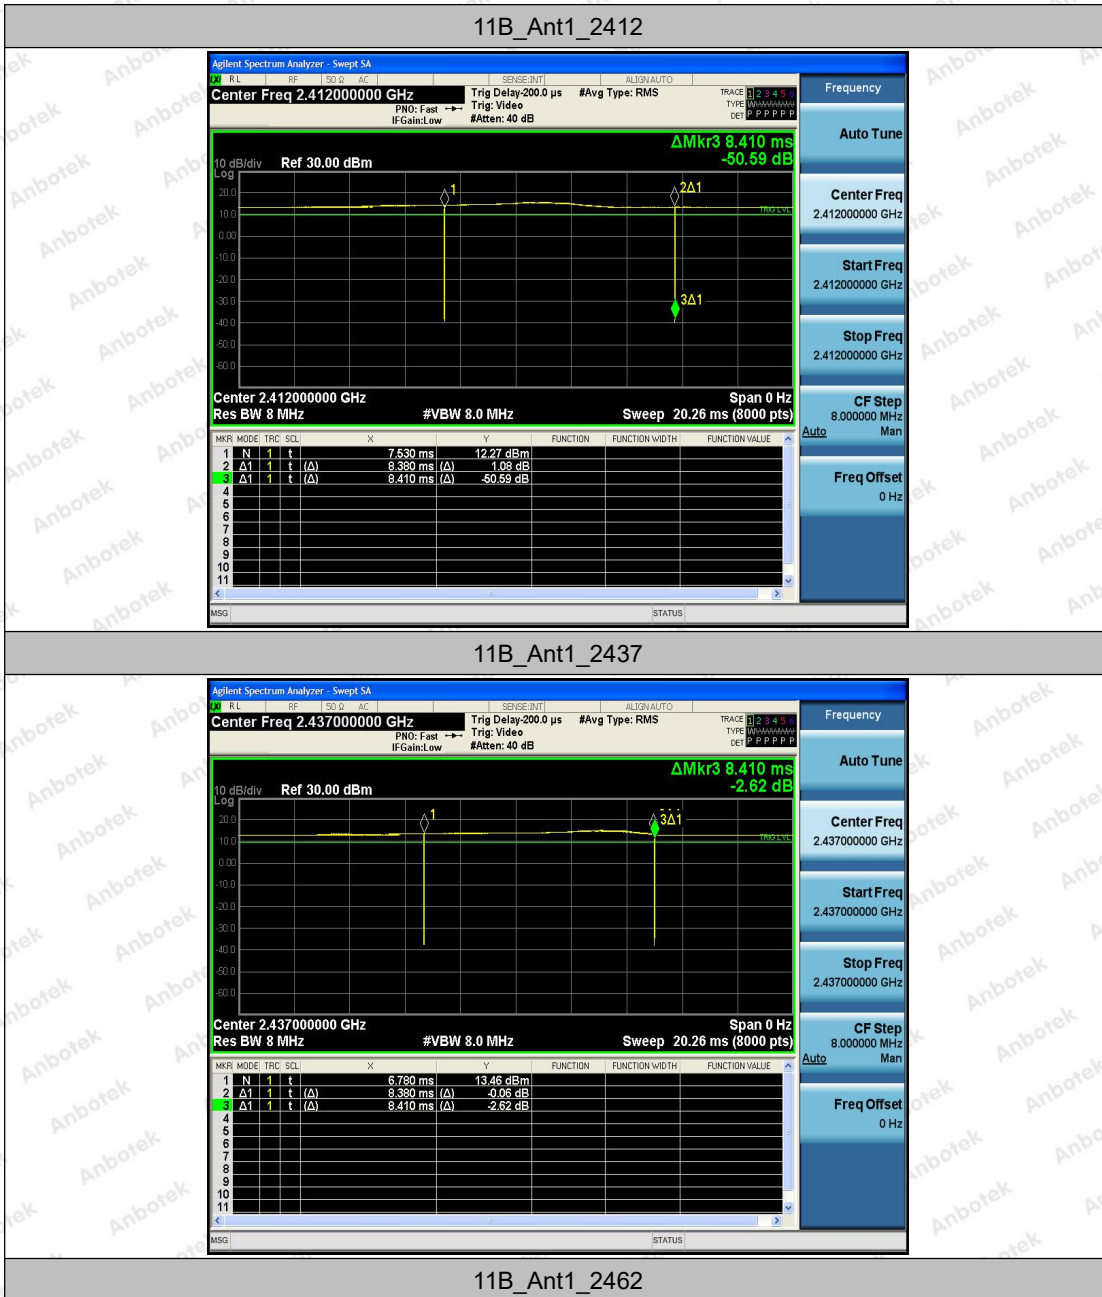 11B_Ant1_2412
Agilent Spectrum Analyzer - Swept SA
LXI RL RF 50 Ω AC SENSE:INT ALIGNAUTO
Center Freq 2.412000000 GHz
PNO: Fast
IFGain:Low
Trig Delay-200.0 µs
Trig: Video
#Atten: 40 dB
#Avg Type: RMS
TRACE 1 2 3 4 5 6
TYPE
DET P P P P P P
Frequency
Auto Tune
ΔMkr3 8.410 ms
-50.59 dB
10 dB/div Ref 30.00 dBm
Log
20.0
10.0
0.00
-10.0
-20.0
-30.0
-40.0
-50.0
-60.0
1
2Δ1
TRIG LVL
3Δ1
Center Freq
2.412000000 GHz
Start Freq
2.412000000 GHz
Stop Freq
2.412000000 GHz
CF Step
8.000000 MHz
Auto Man
Freq Offset
0 Hz
Center 2.412000000 GHz Span 0 Hz
Res BW 8 MHz #VBW 8.0 MHz Sweep 20.26 ms (8000 pts)
MKR MODE TRC SCL X Y FUNCTION FUNCTION WIDTH FUNCTION VALUE
1 N 1 t 7.530 ms 12.27 dBm
2 Δ1 1 t (Δ) 8.380 ms (Δ) 1.08 dB
3 Δ1 1 t (Δ) 8.410 ms (Δ) -50.59 dB
4
5
6
7
8
9
10
11
MSG STATUS
11B_Ant1_2437
Agilent Spectrum Analyzer - Swept SA
LXI RL RF 50 Ω AC SENSE:INT ALIGNAUTO
Center Freq 2.437000000 GHz
PNO: Fast
IFGain:Low
Trig Delay-200.0 µs
Trig: Video
#Atten: 40 dB
#Avg Type: RMS
TRACE 1 2 3 4 5 6
TYPE
DET P P P P P P
Frequency
Auto Tune
ΔMkr3 8.410 ms
-2.62 dB
10 dB/div Ref 30.00 dBm
Log
20.0
10.0
0.00
-10.0
-20.0
-30.0
-40.0
-50.0
-60.0
1
3Δ1
TRIG LVL
Center Freq
2.437000000 GHz
Start Freq
2.437000000 GHz
Stop Freq
2.437000000 GHz
CF Step
8.000000 MHz
Auto Man
Freq Offset
0 Hz
Center 2.437000000 GHz Span 0 Hz
Res BW 8 MHz #VBW 8.0 MHz Sweep 20.26 ms (8000 pts)
MKR MODE TRC SCL X Y FUNCTION FUNCTION WIDTH FUNCTION VALUE
1 N 1 t 6.780 ms 13.46 dBm
2 Δ1 1 t (Δ) 8.380 ms (Δ) -0.06 dB
3 Δ1 1 t (Δ) 8.410 ms (Δ) -2.62 dB
4
5
6
7
8
9
10
11
MSG STATUS
11B_Ant1_2462